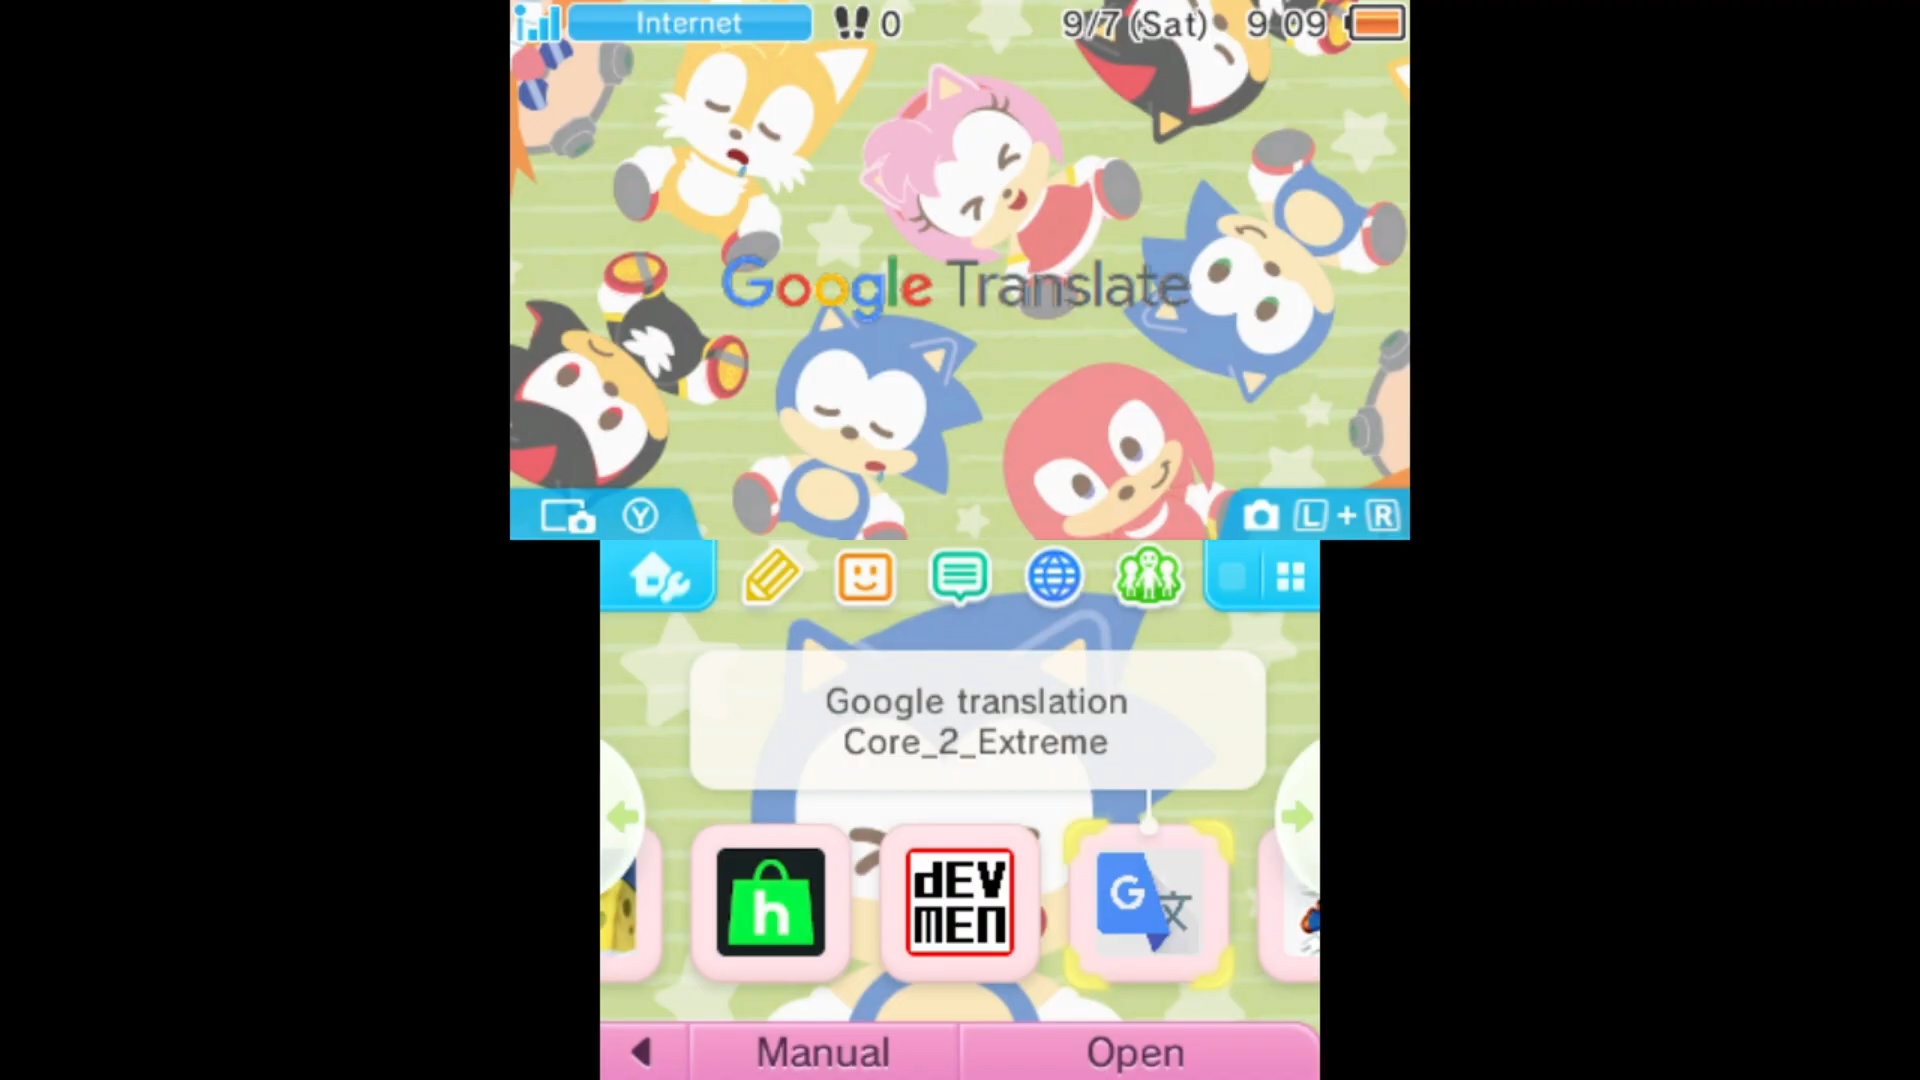 Internet 0 9/7 (Sat) 9:09
Google Translate
Y L + R
Google translation
Core_2_Extreme
h
dEV
MEN
G 文
Manual Open